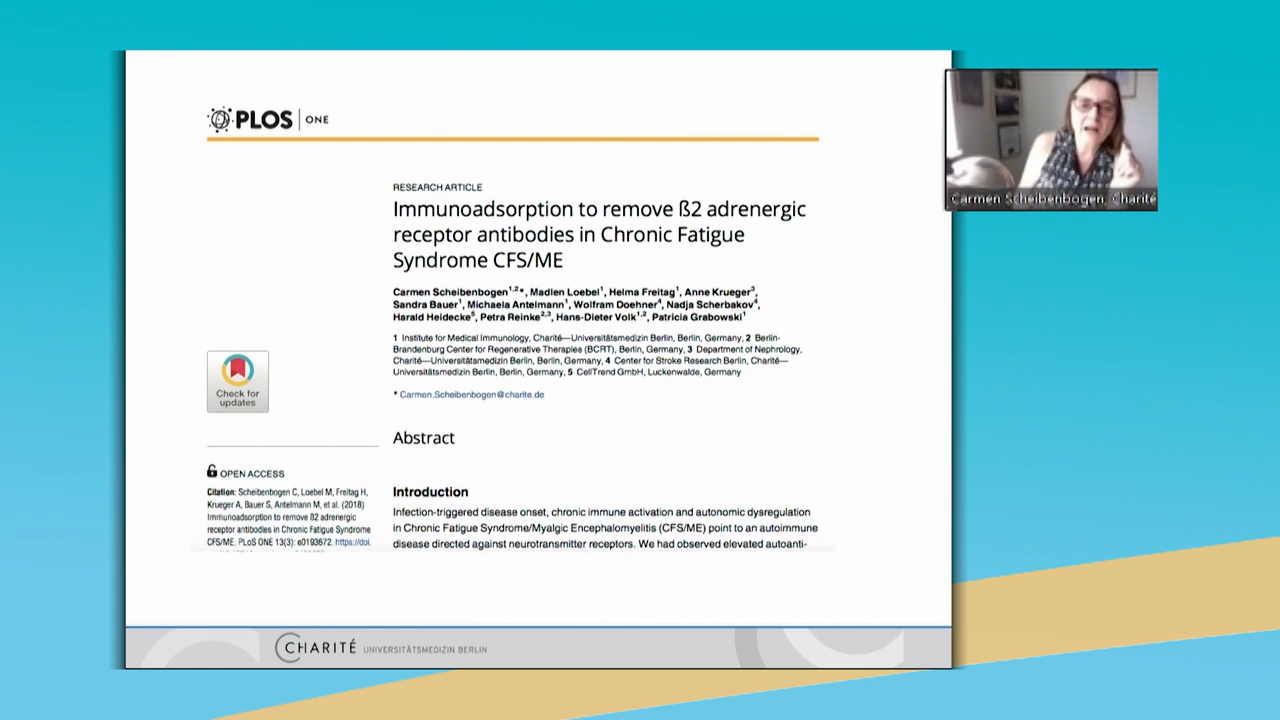 PLOS ONE
RESEARCH ARTICLE
Immunoadsorption to remove ß2 adrenergic
receptor antibodies in Chronic Fatigue
Syndrome CFS/ME
Carmen Scheibenbogen1,2*, Madlen Loebel1, Helma Freitag1, Anne Krueger3,
Sandra Bauer1, Michaela Antelmann1, Wolfram Doehner4, Nadja Scherbakov4,
Harald Heidecke5, Petra Reinke2,3, Hans-Dieter Volk1,2, Patricia Grabowski1
1 Institute for Medical Immunology, Charité—Universitätsmedizin Berlin, Berlin, Germany, 2 Berlin-
Brandenburg Center for Regenerative Therapies (BCRT), Berlin, Germany, 3 Department of Nephrology,
Charité—Universitätsmedizin Berlin, Berlin, Germany, 4 Center for Stroke Research Berlin, Charité—
Universitätsmedizin Berlin, Berlin, Germany, 5 CellTrend GmbH, Luckenwalde, Germany
* Carmen.Scheibenbogen@charite.de
Check for
updates
Abstract
OPEN ACCESS
Citation: Scheibenbogen C, Loebel M, Freitag H,
Krueger A, Bauer S, Antelmann M, et al. (2018)
Immunoadsorption to remove ß2 adrenergic
receptor antibodies in Chronic Fatigue Syndrome
CFS/ME. PLoS ONE 13(3): e0193672. https://doi.
Introduction
Infection-triggered disease onset, chronic immune activation and autonomic dysregulation
in Chronic Fatigue Syndrome/Myalgic Encephalomyelitis (CFS/ME) point to an autoimmune
disease directed against neurotransmitter receptors. We had observed elevated autoanti-
CHARITÉ UNIVERSITÄTSMEDIZIN BERLIN
Carmen Scheibenbogen, Charité